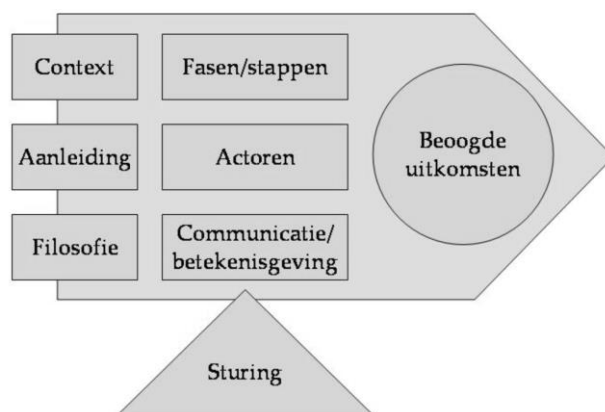 Context
Fasen/stappen
Aanleiding
Actoren
Beoogde
uitkomsten
Filosofie
Communicatie/
betekenisgeving
Sturing